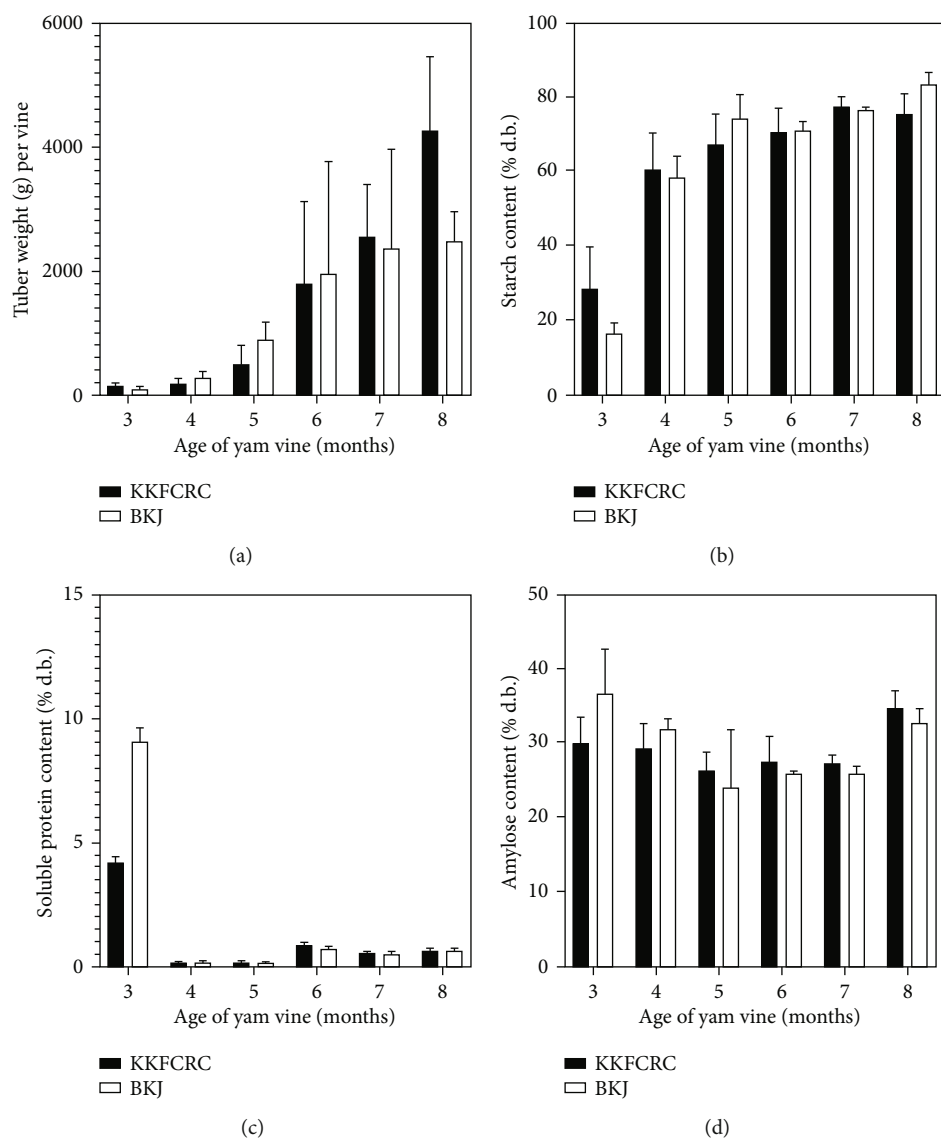 6000
4000
2000
0
Tuber weight (g) per vine
3 4 5 6 7 8
Age of yam vine (months)
KKFCRC
BKJ
(a)
100
80
60
40
20
0
Starch content (% d.b.)
3 4 5 6 7 8
Age of yam vine (months)
KKFCRC
BKJ
(b)
15
10
5
0
Soluble protein content (% d.b.)
3 4 5 6 7 8
Age of yam vine (months)
KKFCRC
BKJ
(c)
50
40
30
20
10
0
Amylose content (% d.b.)
3 4 5 6 7 8
Age of yam vine (months)
KKFCRC
BKJ
(d)